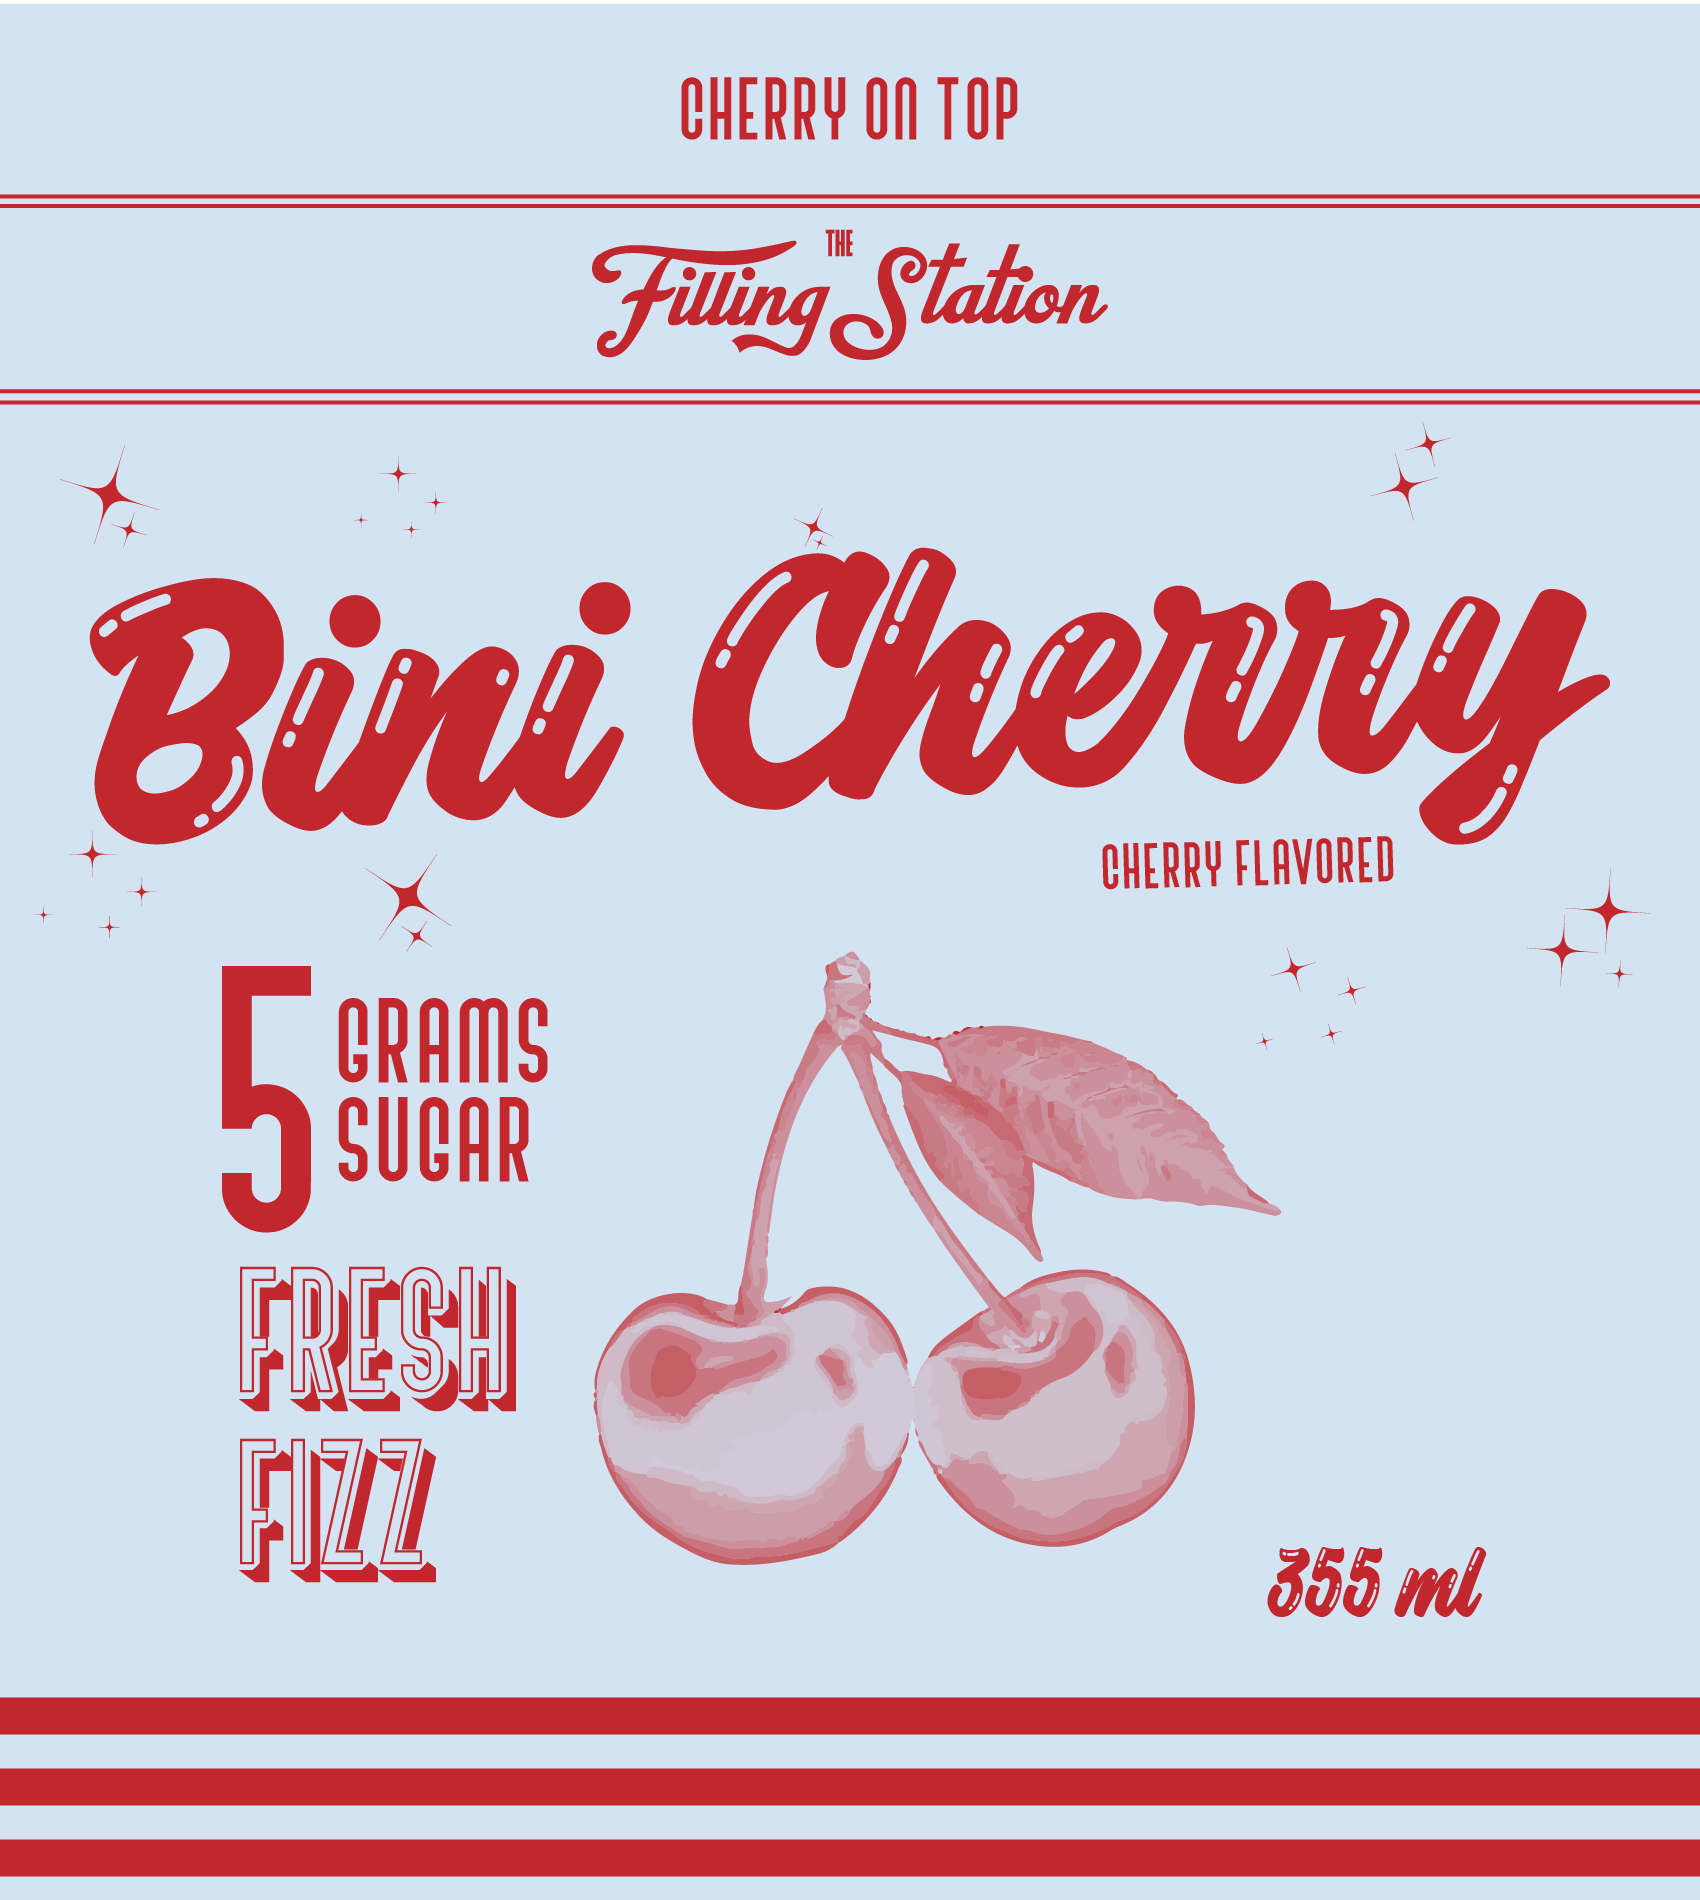 CHERRY ON TOP
THE
Filling Station
Bini Cherry
CHERRY FLAVORED
5 GRAMS
SUGAR
FRESH
FIZZ
355 ml